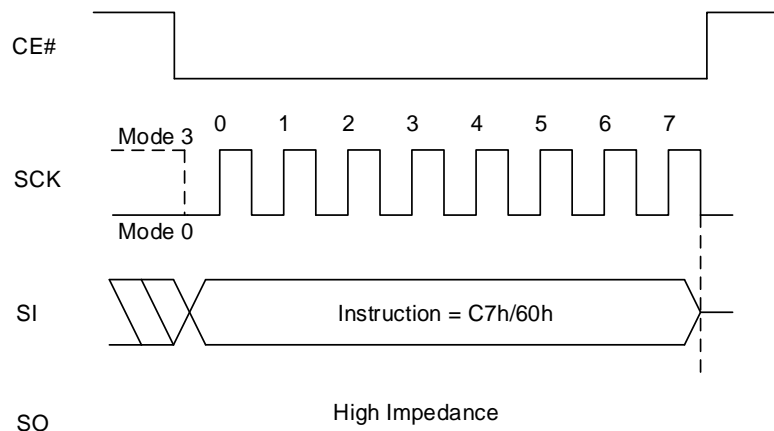 CE#
Mode 3
0 1 2 3 4 5 6 7
SCK
Mode 0
SI
Instruction = C7h/60h
SO
High Impedance